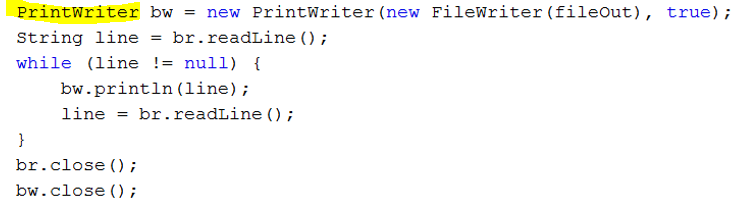 PrintWriter bw = new PrintWriter(new FileWriter(fileOut), true);
String line = br.readLine();
while (line != null) {
    bw.println(line);
    line = br.readLine();
}
br.close();
bw.close();